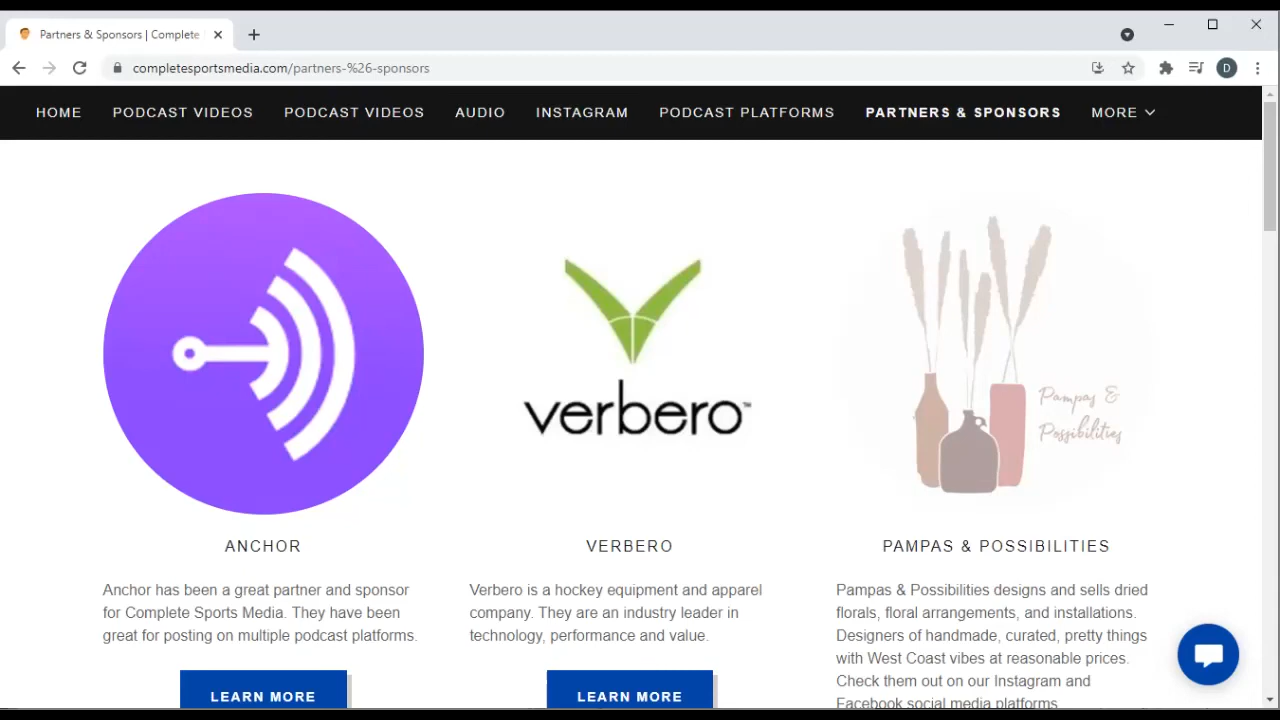 Partners & Sponsors | Complete
completesportsmedia.com/partners-%26-sponsors
D
HOME PODCAST VIDEOS PODCAST VIDEOS AUDIO INSTAGRAM PODCAST PLATFORMS PARTNERS & SPONSORS MORE
verbero™
Pampas &
Possibilities
ANCHOR
Anchor has been a great partner and sponsor
for Complete Sports Media. They have been
great for posting on multiple podcast platforms.
LEARN MORE
VERBERO
Verbero is a hockey equipment and apparel
company. They are an industry leader in
technology, performance and value.
LEARN MORE
PAMPAS & POSSIBILITIES
Pampas & Possibilities designs and sells dried
florals, floral arrangements, and installations.
Designers of handmade, curated, pretty things
with West Coast vibes at reasonable prices.
Check them out on our Instagram and
Facebook social media platforms.